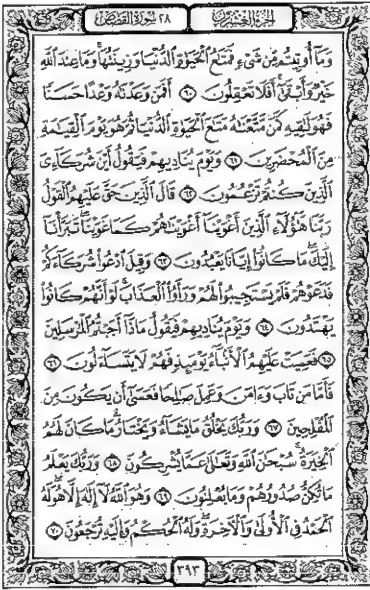 الجزء العشرون
٢٨ سورة القصص
وَمَا أُوتِيتُم مِّن شَىْءٍ فَمَتَٰعُ ٱلْحَيَوٰةِ ٱلدُّنْيَا وَزِينَتُهَا وَمَا عِندَ ٱللَّهِ
خَيْرٌ وَأَبْقَىٰٓ أَفَلَا تَعْقِلُونَ ٦٠ أَفَمَن وَعَدْنَٰهُ وَعْدًا حَسَنًا
فَهُوَ لَٰقِيهِ كَمَن مَّتَّعْنَٰهُ مَتَٰعَ ٱلْحَيَوٰةِ ٱلدُّنْيَا ثُمَّ هُوَ يَوْمَ ٱلْقِيَٰمَةِ
مِنَ ٱلْمُحْضَرِينَ ٦١ وَيَوْمَ يُنَادِيهِمْ فَيَقُولُ أَيْنَ شُرَكَآءِىَ
ٱلَّذِينَ كُنتُمْ تَزْعُمُونَ ٦٢ قَالَ ٱلَّذِينَ حَقَّ عَلَيْهِمُ ٱلْقَوْلُ
رَبَّنَا هَٰٓؤُلَآءِ ٱلَّذِينَ أَغْوَيْنَآ أَغْوَيْنَٰهُمْ كَمَا غَوَيْنَا تَبَرَّأْنَآ
إِلَيْكَ مَا كَانُوٓا۟ إِيَّانَا يَعْبُدُونَ ٦٣ وَقِيلَ ٱدْعُوا۟ شُرَكَآءَكُمْ
فَدَعَوْهُمْ فَلَمْ يَسْتَجِيبُوا۟ لَهُمْ وَرَأَوُا۟ ٱلْعَذَابَ لَوْ أَنَّهُمْ كَانُوا۟
يَهْتَدُونَ ٦٤ وَيَوْمَ يُنَادِيهِمْ فَيَقُولُ مَاذَآ أَجَبْتُمُ ٱلْمُرْسَلِينَ
٦٥ فَعَمِيَتْ عَلَيْهِمُ ٱلْأَنۢبَآءُ يَوْمَئِذٍ فَهُمْ لَا يَتَسَآءَلُونَ ٦٦
فَأَمَّا مَن تَابَ وَءَامَنَ وَعَمِلَ صَٰلِحًا فَعَسَىٰٓ أَن يَكُونَ مِنَ
ٱلْمُفْلِحِينَ ٦٧ وَرَبُّكَ يَخْلُقُ مَا يَشَآءُ وَيَخْتَارُ مَا كَانَ لَهُمُ
ٱلْخِيَرَةُ سُبْحَٰنَ ٱللَّهِ وَتَعَٰلَىٰ عَمَّا يُشْرِكُونَ ٦٨ وَرَبُّكَ يَعْلَمُ
مَا تُكِنُّ صُدُورُهُمْ وَمَا يُعْلِنُونَ ٦٩ وَهُوَ ٱللَّهُ لَآ إِلَٰهَ إِلَّا هُوَ لَهُ
ٱلْحَمْدُ فِى ٱلْأُولَىٰ وَٱلْءَاخِرَةِ وَلَهُ ٱلْحُكْمُ وَإِلَيْهِ تُرْجَعُونَ ٧٠
٣٩٣